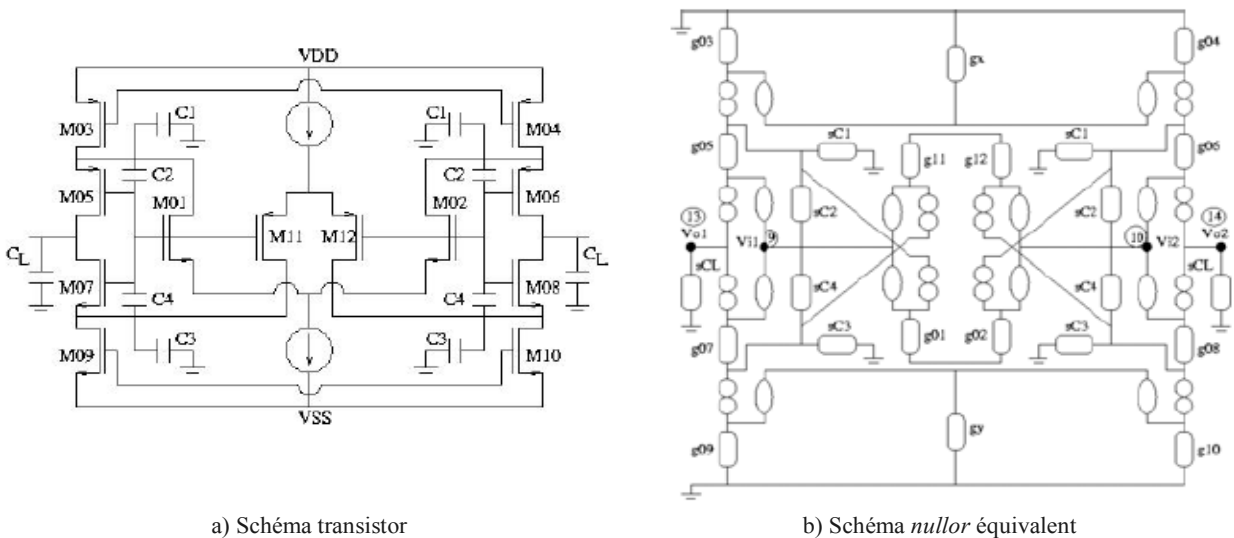 VDD
M03
C1
C1
M04
C2
C2
M05
M01
M02
M06
M11
M12
CL
CL
M07
C4
C4
M08
C3
C3
M09
M10
VSS
a) Schéma transistor
g03
gx
g04
g05
sC1
sC1
g06
g11
g12
sC2
sC2
13
Vo1
Vi1
9
10
Vi2
14
Vo2
sCL
sC4
sC4
sCL
g07
sC3
g01
g02
sC3
g08
g09
gy
g10
b) Schéma nullor équivalent